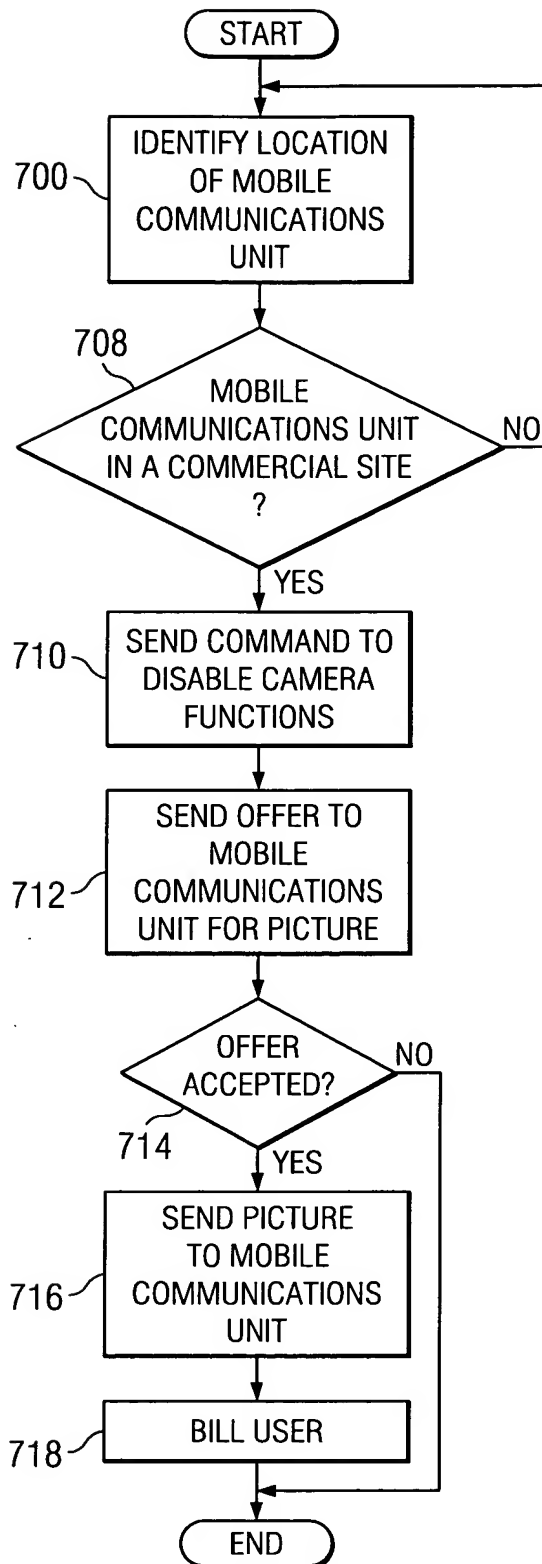 START
700
IDENTIFY LOCATION
OF MOBILE
COMMUNICATIONS
UNIT
708
MOBILE
COMMUNICATIONS UNIT
IN A COMMERCIAL SITE
?
NO
YES
710
SEND COMMAND TO
DISABLE CAMERA
FUNCTIONS
712
SEND OFFER TO
MOBILE
COMMUNICATIONS
UNIT FOR PICTURE
OFFER
ACCEPTED?
NO
714
YES
716
SEND PICTURE
TO MOBILE
COMMUNICATIONS
UNIT
718
BILL USER
END